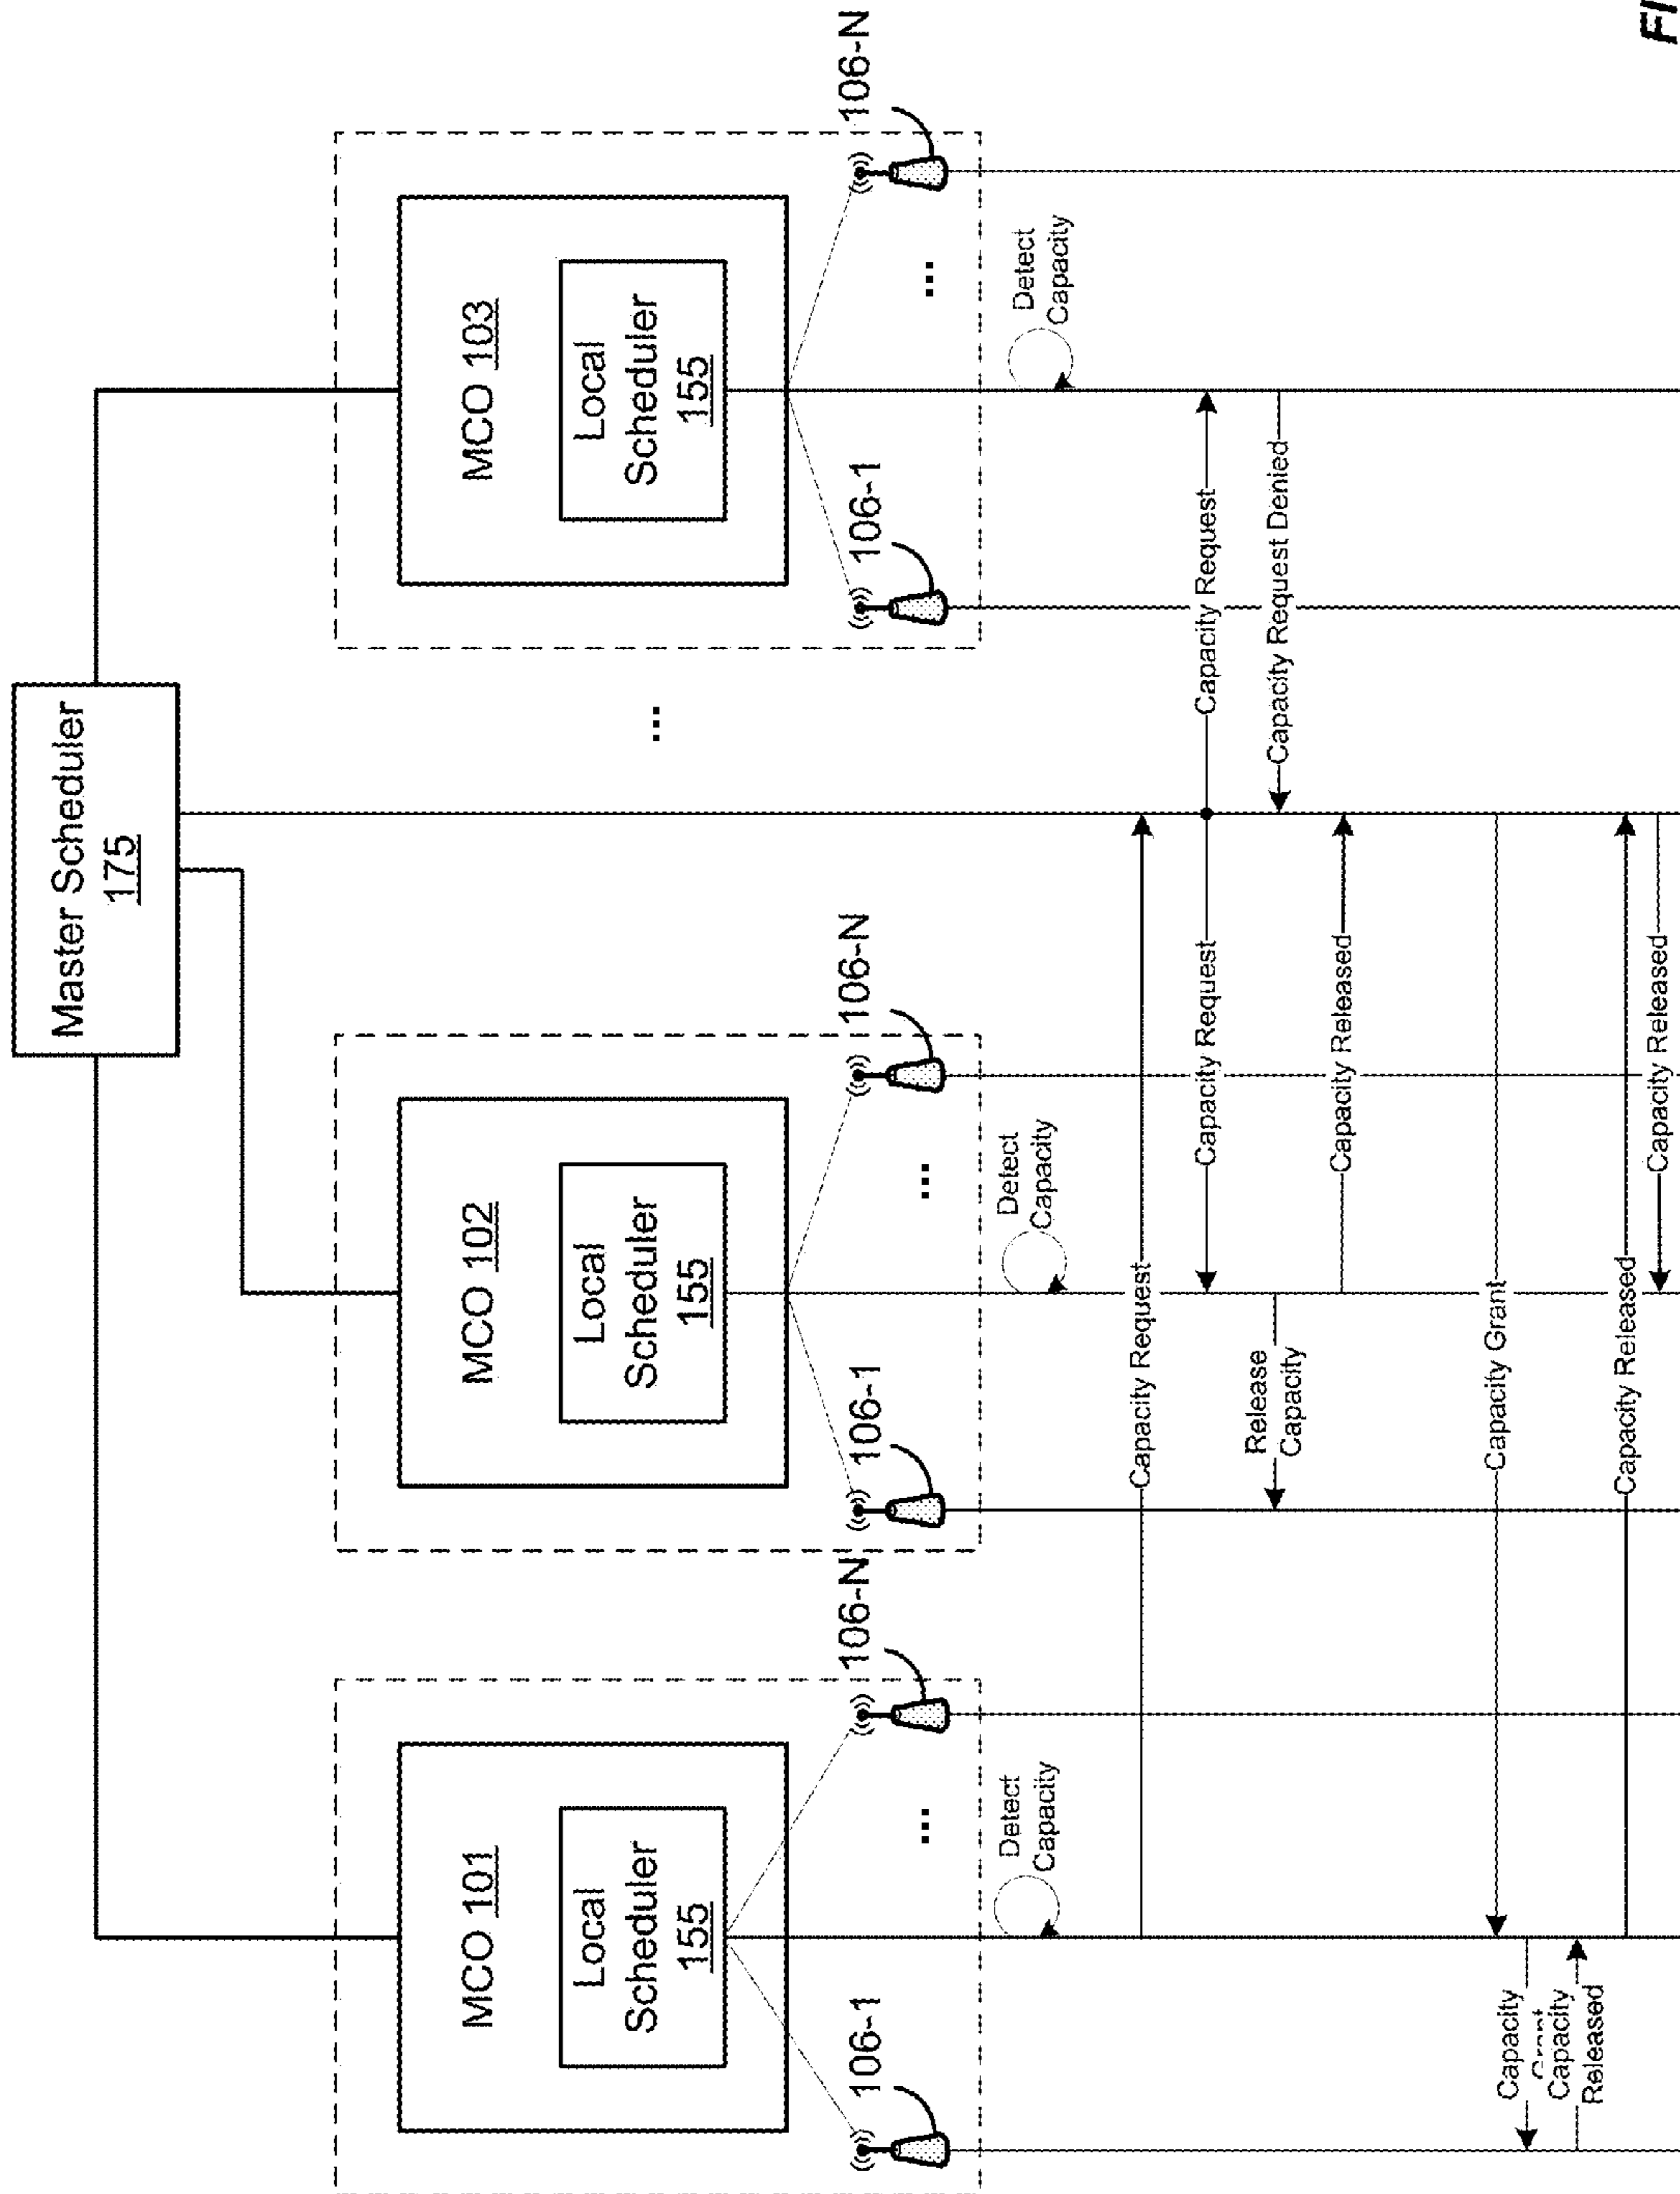 Master Scheduler
175
MCO 101
Local
Scheduler
155
106-1
106-N
...
MCO 102
Local
Scheduler
155
106-1
106-N
...
...
MCO 103
Local
Scheduler
155
106-1
106-N
...
Detect
Capacity
Detect
Capacity
Detect
Capacity
Capacity Request
Capacity Request
Capacity Request
Release
Capacity
Capacity Request Denied
Capacity Released
Capacity Grant
Capacity
Capacity
Released
Capacity Released
Capacity Released